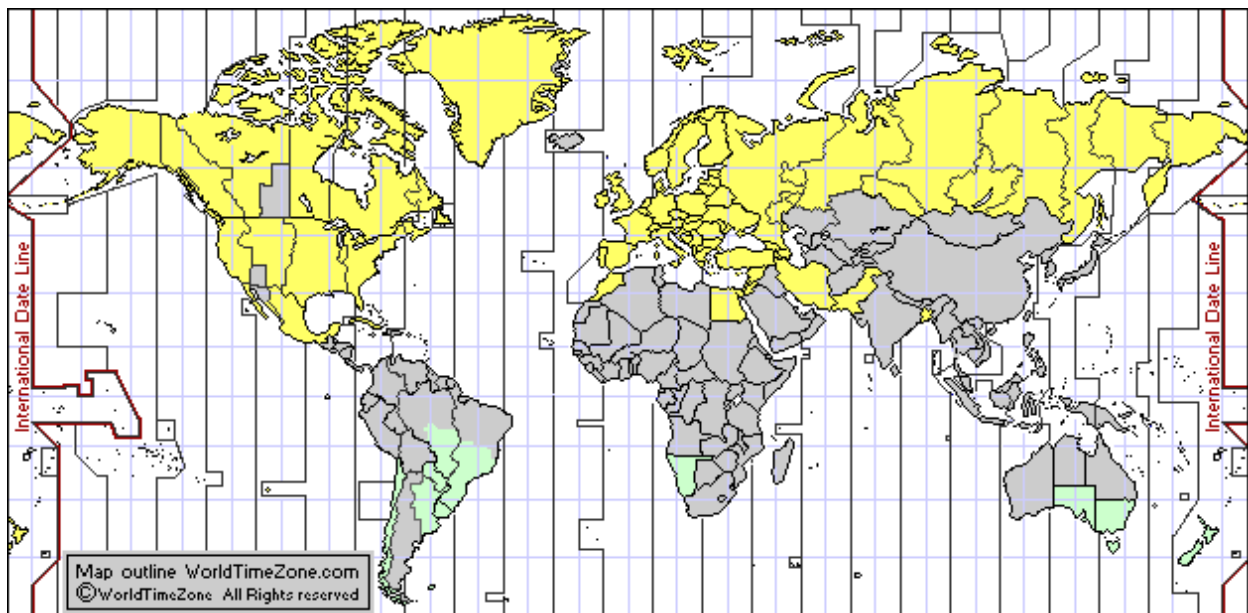 International Date Line
International Date Line
Map outline WorldTimeZone.com
©WorldTimeZone All Rights reserved